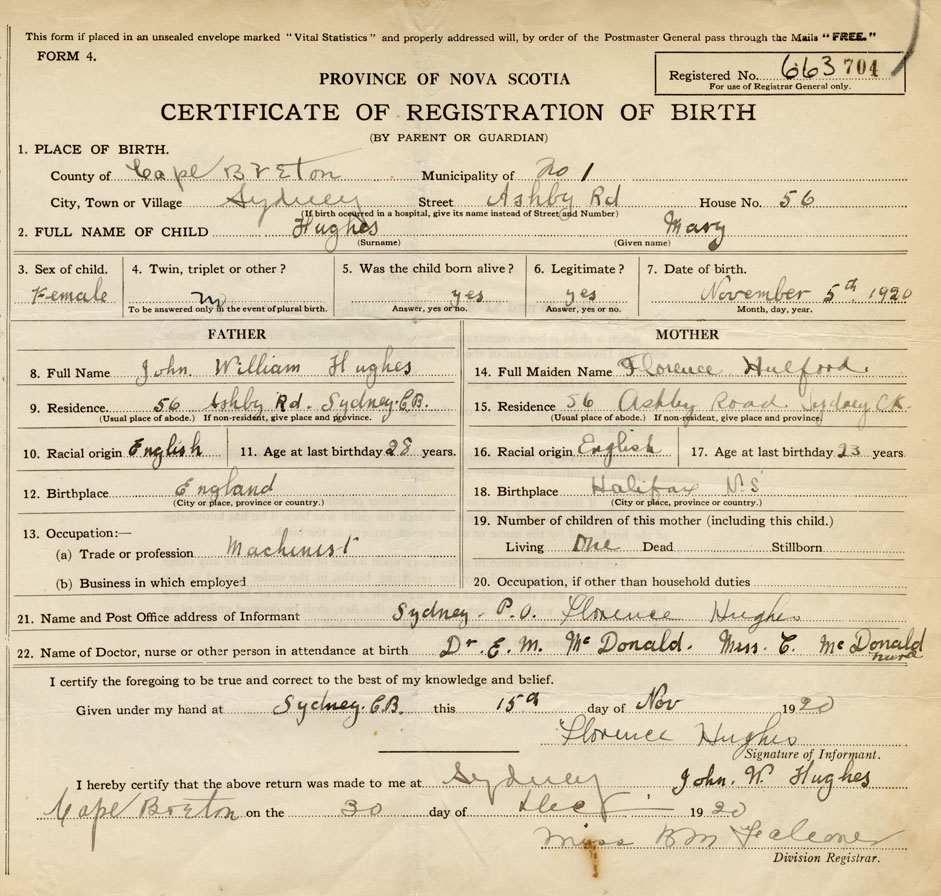 This form if placed in an unsealed envelope marked "Vital Statistics" and properly addressed will, by order of the Postmaster General pass through the Mails "FREE."
FORM 4.
Registered No. 663704
For use of Registrar General only.
PROVINCE OF NOVA SCOTIA
CERTIFICATE OF REGISTRATION OF BIRTH
(BY PARENT OR GUARDIAN)
1. PLACE OF BIRTH.
County of Cape Breton Municipality of No 1
City, Town or Village Sydney Street Ashby Rd House No. 56
(If birth occurred in a hospital, give its name instead of Street and Number)
2. FULL NAME OF CHILD Hughes Mary
(Surname) (Given name)
3. Sex of child. 4. Twin, triplet or other? 5. Was the child born alive? 6. Legitimate? 7. Date of birth.
Female yes yes November 5th 1920
To be answered only in the event of plural birth. Answer, yes or no. Answer, yes or no. Month, day, year.
FATHER MOTHER
8. Full Name John William Hughes 14. Full Maiden Name Florence Hulford.
9. Residence. 56 Ashby Rd. Sydney. C.B. 15. Residence 56 Ashby Road Sydney
(Usual place of abode.) If non-resident, give place and province. (Usual place of abode.) If non-resident, give place and province.
10. Racial origin English 11. Age at last birthday 28 years. 16. Racial origin English 17. Age at last birthday 23 years
12. Birthplace England 18. Birthplace Halifax N.S
(City or place, province or country.) (City or place, province or country.)
13. Occupation:— 19. Number of children of this mother (including this child.)
(a) Trade or profession Machinist Living One Dead Stillborn
(b) Business in which employed 20. Occupation, if other than household duties
21. Name and Post Office address of Informant Sydney P.O. Florence Hughes
22. Name of Doctor, nurse or other person in attendance at birth Dr. E. M. McDonald. Miss. C. McDonald
nurse
I certify the foregoing to be true and correct to the best of my knowledge and belief.
Given under my hand at Sydney. C.B. this 15th day of Nov 1920
Florence Hughes
Signature of Informant.
I hereby certify that the above return was made to me at Sydney John. W. Hughes
Cape Breton on the 30 day of Dec 1920
Miss B M Falconer
Division Registrar.